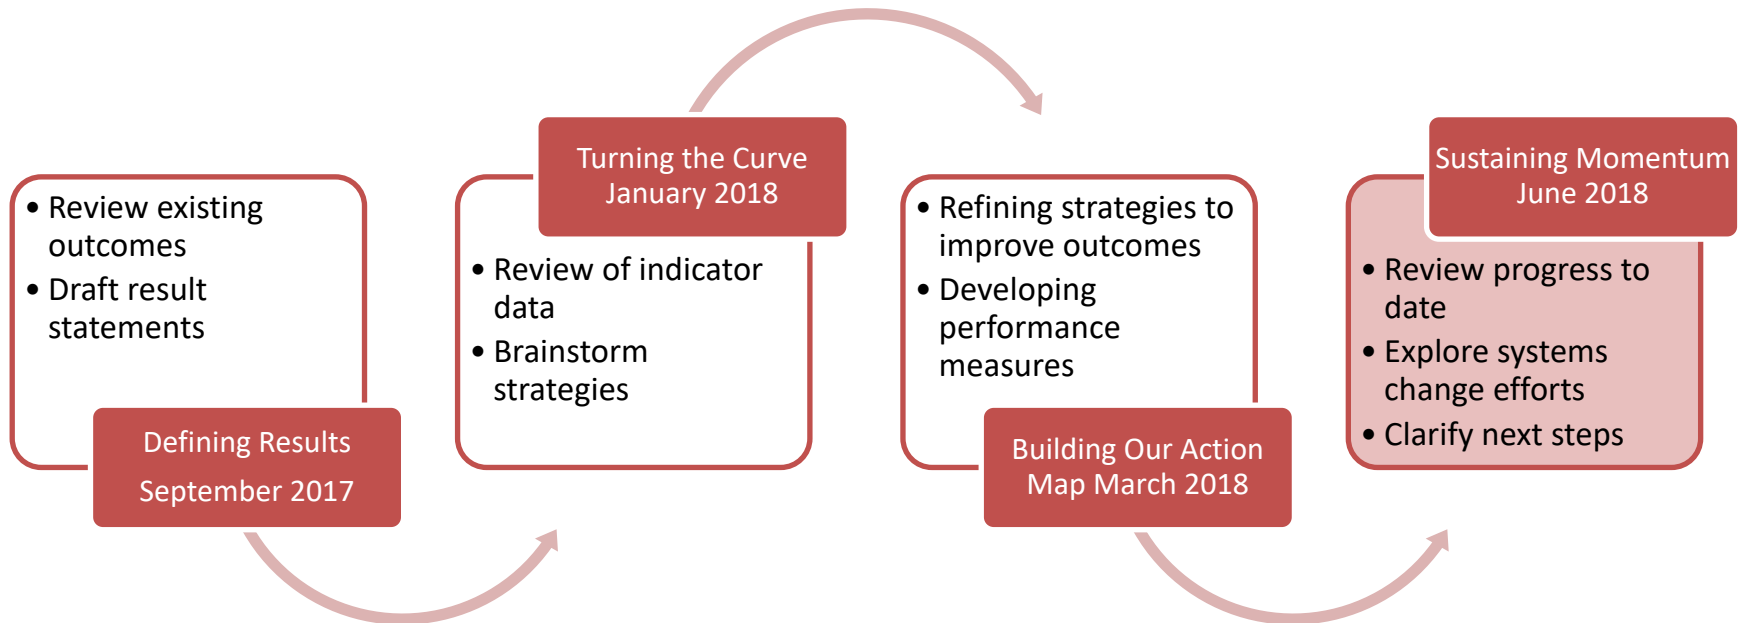 • Review existing
outcomes
• Draft result
statements
Defining Results
September 2017
Turning the Curve
January 2018
• Review of indicator
data
• Brainstorm
strategies
• Refining strategies to
improve outcomes
• Developing
performance
measures
Building Our Action
Map March 2018
Sustaining Momentum
June 2018
• Review progress to
date
• Explore systems
change efforts
• Clarify next steps